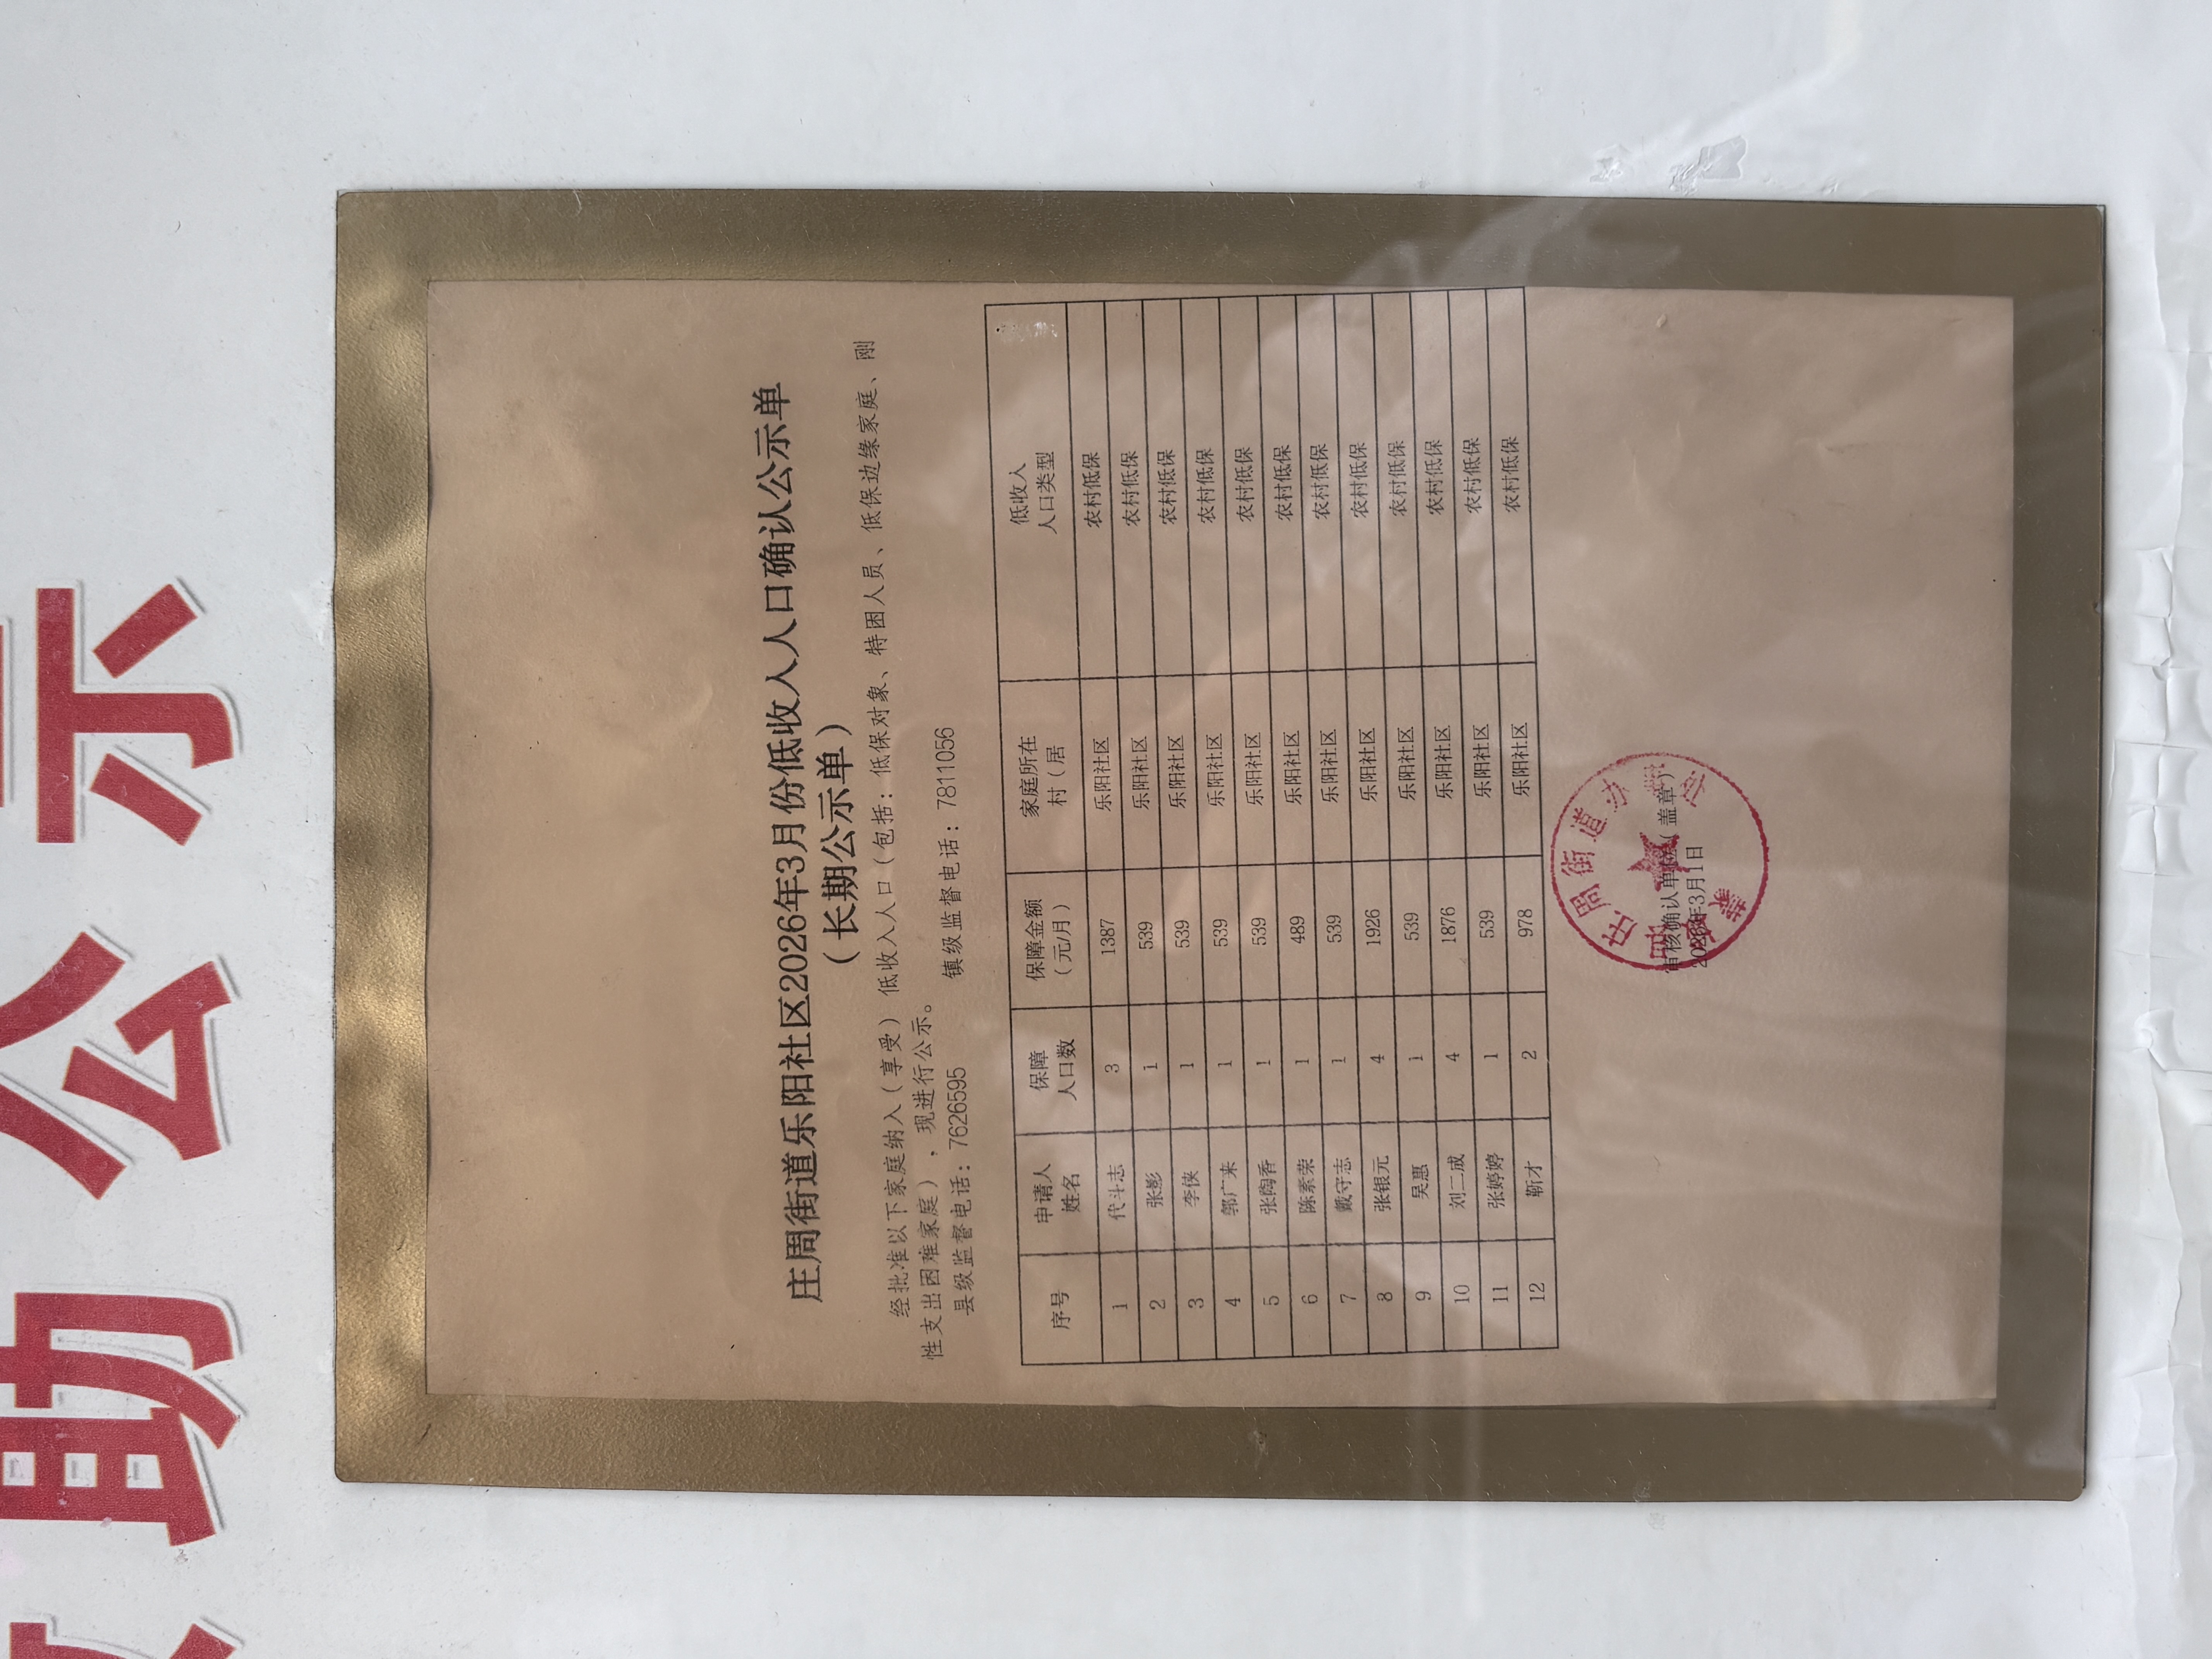 助公示
庄周街道乐阳社区2026年3月份低收入人口确认公示单
（长期公示单）
经批准以下家庭纳入（享受）低收入人口（包括：低保对象、特困人员、低保边缘家庭、刚
性支出困难家庭），现进行公示。
县级监督电话：7626595 镇级监督电话：7811056
序号 申请人姓名 保障人口数 保障金额（元/月） 家庭所在村（居 低收入人口类型
1 代斗志 3 1387 乐阳社区 农村低保
2 张影 1 539 乐阳社区 农村低保
3 李侠 1 539 乐阳社区 农村低保
4 郭广来 1 539 乐阳社区 农村低保
5 张陶香 1 539 乐阳社区 农村低保
6 陈素荣 1 489 乐阳社区 农村低保
7 戴守志 1 539 乐阳社区 农村低保
8 张银元 4 1926 乐阳社区 农村低保
9 吴惠 1 539 乐阳社区 农村低保
10 刘二成 4 1876 乐阳社区 农村低保
11 张婷婷 1 539 乐阳社区 农村低保
12 靳才 2 978 乐阳社区 农村低保
庄周街道办
审核确认单位（盖章）
2026年3月1日